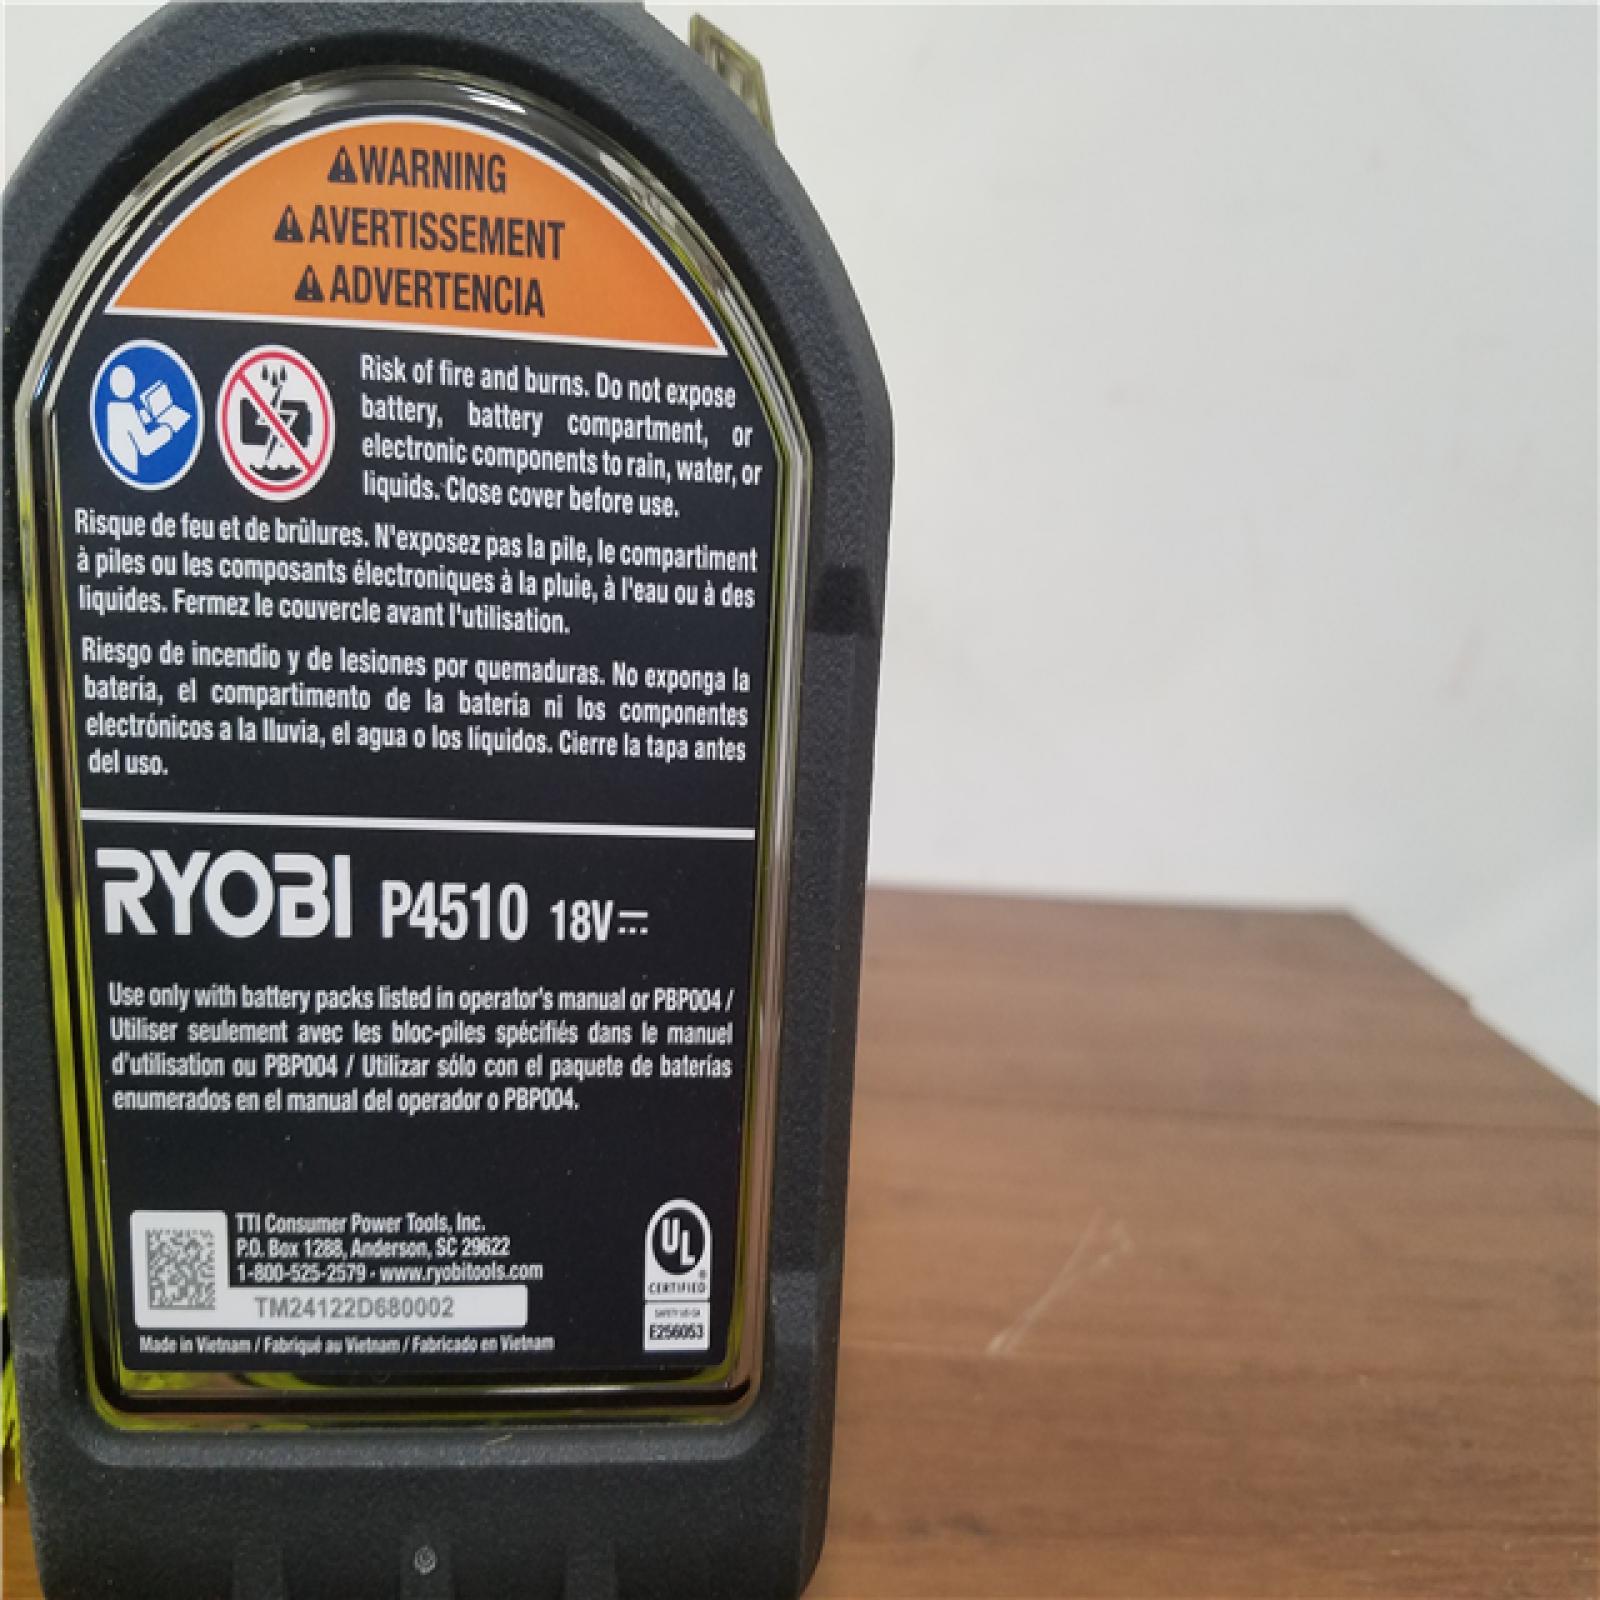 WARNING
AVERTISSEMENT
ADVERTENCIA
Risk of fire and burns. Do not expose
battery, battery compartment, or
electronic components to rain, water, or
liquids. Close cover before use.
Risque de feu et de brûlures. N'exposez pas la pile, le compartiment
à piles ou les composants électroniques à la pluie, à l'eau ou à des
liquides. Fermez le couvercle avant l'utilisation.
Riesgo de incendio y de lesiones por quemaduras. No exponga la
batería, el compartimento de la batería ni los componentes
electrónicos a la lluvia, el agua o los líquidos. Cierre la tapa antes
del uso.
RYOBI P4510 18V
Use only with battery packs listed in operator's manual or PBP004 /
Utiliser seulement avec les bloc-piles spécifiés dans le manuel
d'utilisation ou PBP004 / Utilizar sólo con el paquete de baterías
enumerados en el manual del operador o PBP004.
TTI Consumer Power Tools, Inc.
P.O. Box 1288, Anderson, SC 29622
1-800-525-2579 · www.ryobitools.com
TM24122D680002
Made in Vietnam / Fabriqué au Vietnam / Fabricado en Vietnam
UL ®
CERTIFIED
SAFETY US CA
E256053